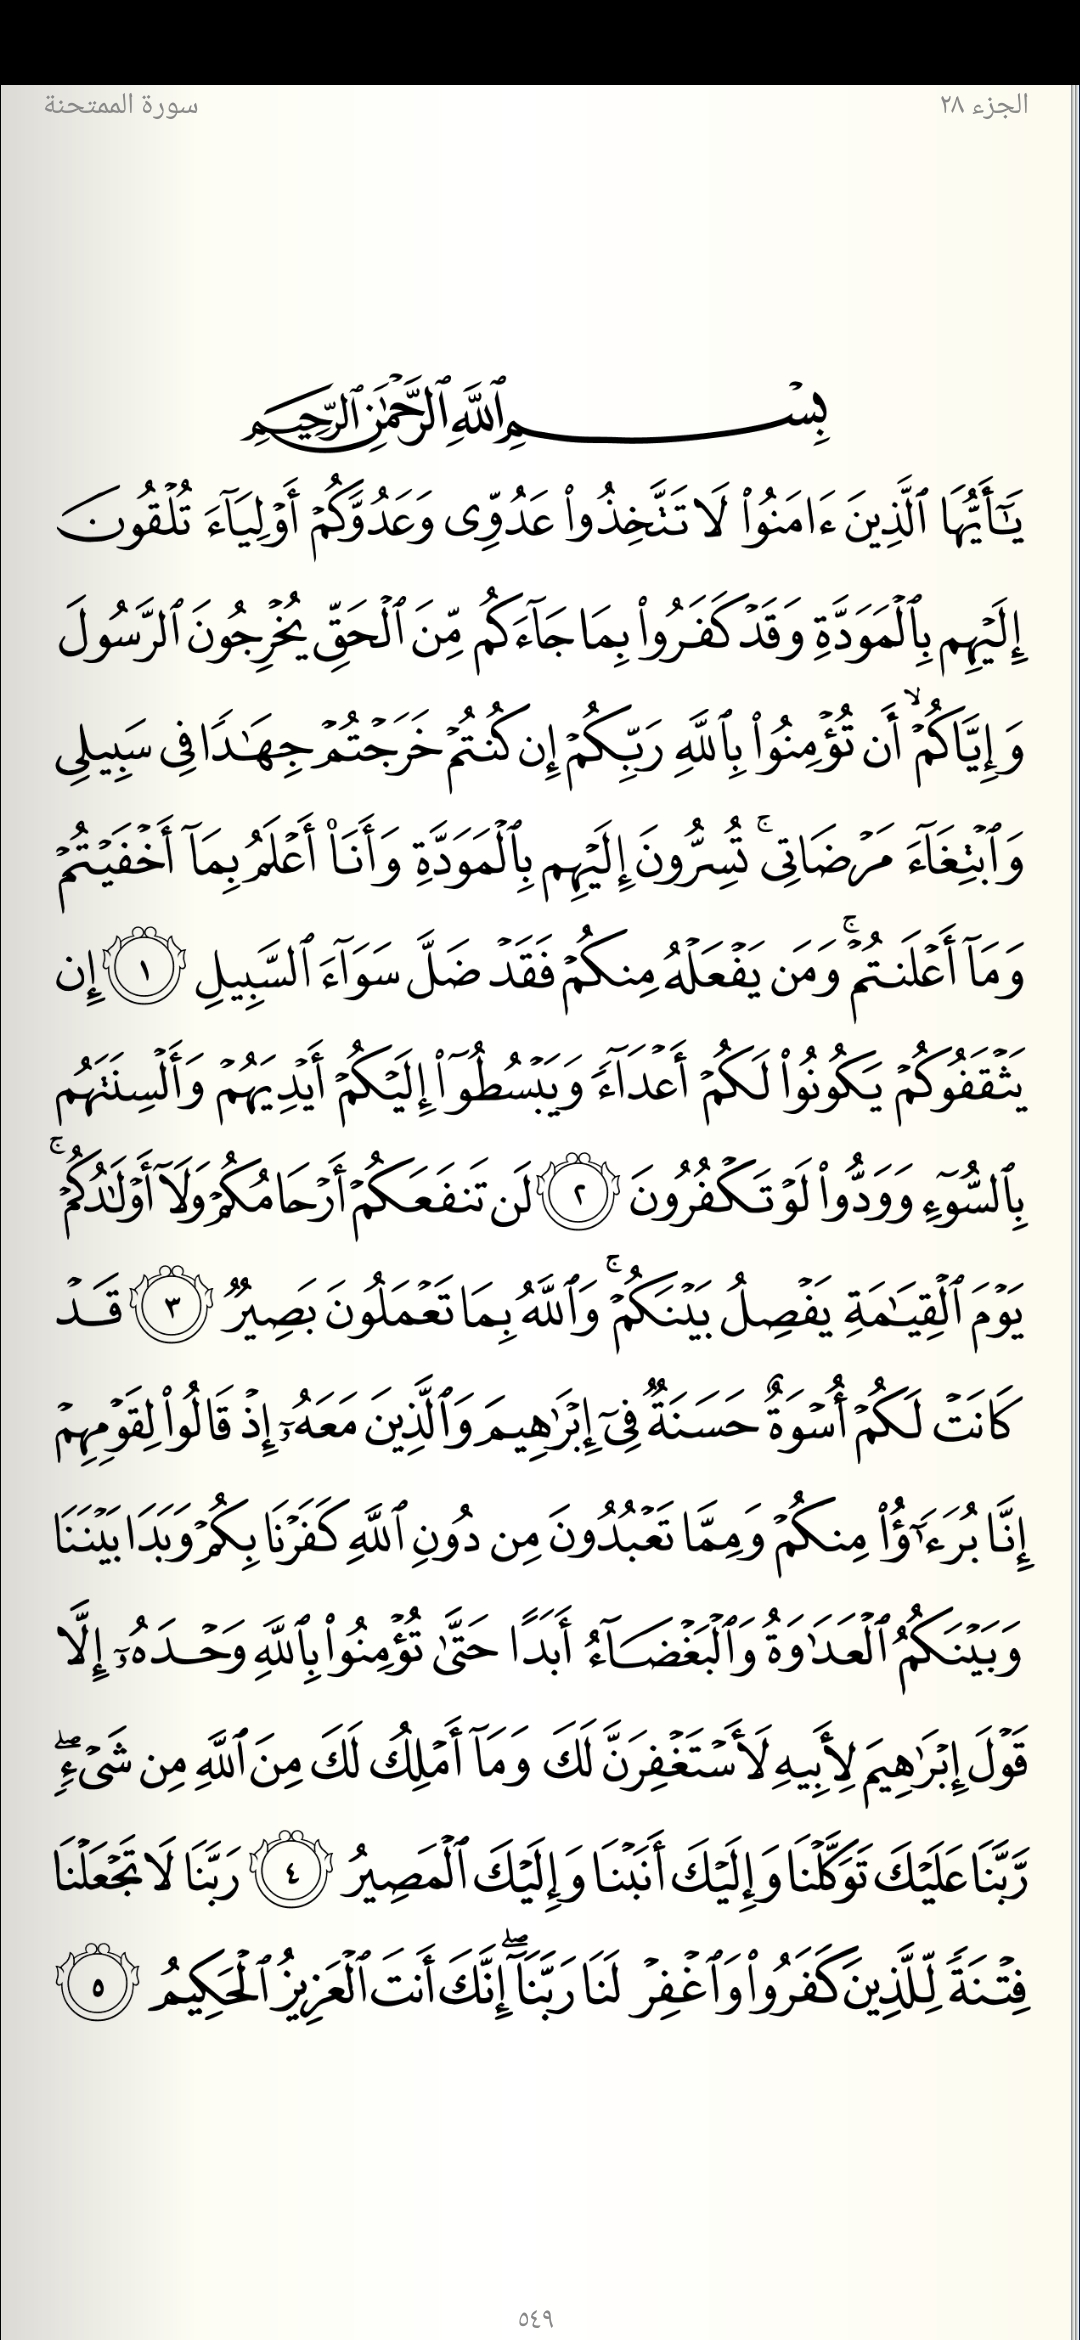 الجزء ٢٨
سورة الممتحنة
بِسْمِ ٱللَّهِ ٱلرَّحْمَٰنِ ٱلرَّحِيمِ
يَٰٓأَيُّهَا ٱلَّذِينَ ءَامَنُوا۟ لَا تَتَّخِذُوا۟ عَدُوِّى وَعَدُوَّكُمْ أَوْلِيَآءَ تُلْقُونَ
إِلَيْهِم بِٱلْمَوَدَّةِ وَقَدْ كَفَرُوا۟ بِمَا جَآءَكُم مِّنَ ٱلْحَقِّ يُخْرِجُونَ ٱلرَّسُولَ
وَإِيَّاكُمْ ۙ أَن تُؤْمِنُوا۟ بِٱللَّهِ رَبِّكُمْ إِن كُنتُمْ خَرَجْتُمْ جِهَٰدًا فِى سَبِيلِى
وَٱبْتِغَآءَ مَرْضَاتِى ۚ تُسِرُّونَ إِلَيْهِم بِٱلْمَوَدَّةِ وَأَنَا۠ أَعْلَمُ بِمَآ أَخْفَيْتُمْ
وَمَآ أَعْلَنتُمْ ۚ وَمَن يَفْعَلْهُ مِنكُمْ فَقَدْ ضَلَّ سَوَآءَ ٱلسَّبِيلِ ١ إِن
يَثْقَفُوكُمْ يَكُونُوا۟ لَكُمْ أَعْدَآءً وَيَبْسُطُوٓا۟ إِلَيْكُمْ أَيْدِيَهُمْ وَأَلْسِنَتَهُم
بِٱلسُّوٓءِ وَوَدُّوا۟ لَوْ تَكْفُرُونَ ٢ لَن تَنفَعَكُمْ أَرْحَامُكُمْ وَلَآ أَوْلَٰدُكُمْ ۚ
يَوْمَ ٱلْقِيَٰمَةِ يَفْصِلُ بَيْنَكُمْ ۚ وَٱللَّهُ بِمَا تَعْمَلُونَ بَصِيرٌ ٣ قَدْ
كَانَتْ لَكُمْ أُسْوَةٌ حَسَنَةٌ فِىٓ إِبْرَٰهِيمَ وَٱلَّذِينَ مَعَهُۥٓ إِذْ قَالُوا۟ لِقَوْمِهِمْ
إِنَّا بُرَءَٰٓؤُا۟ مِنكُمْ وَمِمَّا تَعْبُدُونَ مِن دُونِ ٱللَّهِ كَفَرْنَا بِكُمْ وَبَدَا بَيْنَنَا
وَبَيْنَكُمُ ٱلْعَدَٰوَةُ وَٱلْبَغْضَآءُ أَبَدًا حَتَّىٰ تُؤْمِنُوا۟ بِٱللَّهِ وَحْدَهُۥٓ إِلَّا
قَوْلَ إِبْرَٰهِيمَ لِأَبِيهِ لَأَسْتَغْفِرَنَّ لَكَ وَمَآ أَمْلِكُ لَكَ مِنَ ٱللَّهِ مِن شَىْءٍ ۖ
رَّبَّنَا عَلَيْكَ تَوَكَّلْنَا وَإِلَيْكَ أَنَبْنَا وَإِلَيْكَ ٱلْمَصِيرُ ٤ رَبَّنَا لَا تَجْعَلْنَا
فِتْنَةً لِّلَّذِينَ كَفَرُوا۟ وَٱغْفِرْ لَنَا رَبَّنَآ ۖ إِنَّكَ أَنتَ ٱلْعَزِيزُ ٱلْحَكِيمُ ٥
٥٤٩